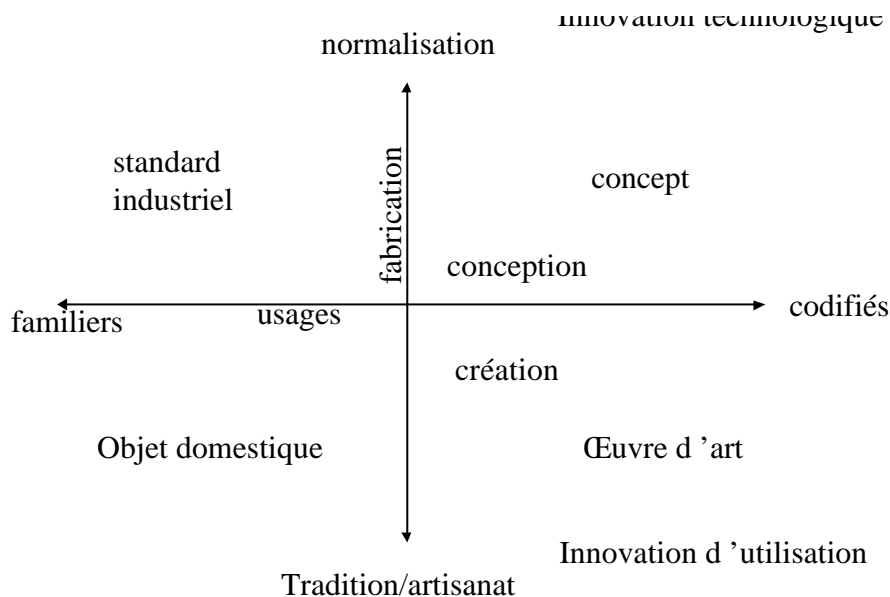 Innovation technologique
normalisation
standard
industriel
fabrication
concept
conception
familiers
usages
codifiés
création
Objet domestique
Œuvre d ’art
Innovation d ’utilisation
Tradition/artisanat